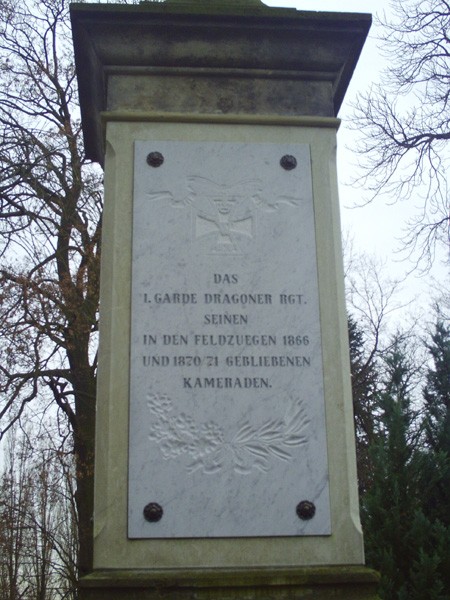 DAS
1. GARDE DRAGONER RGT.
SEINEN
IN DEN FELDZUEGEN 1866
UND 1870/71 GEBLIEBENEN
KAMERADEN.